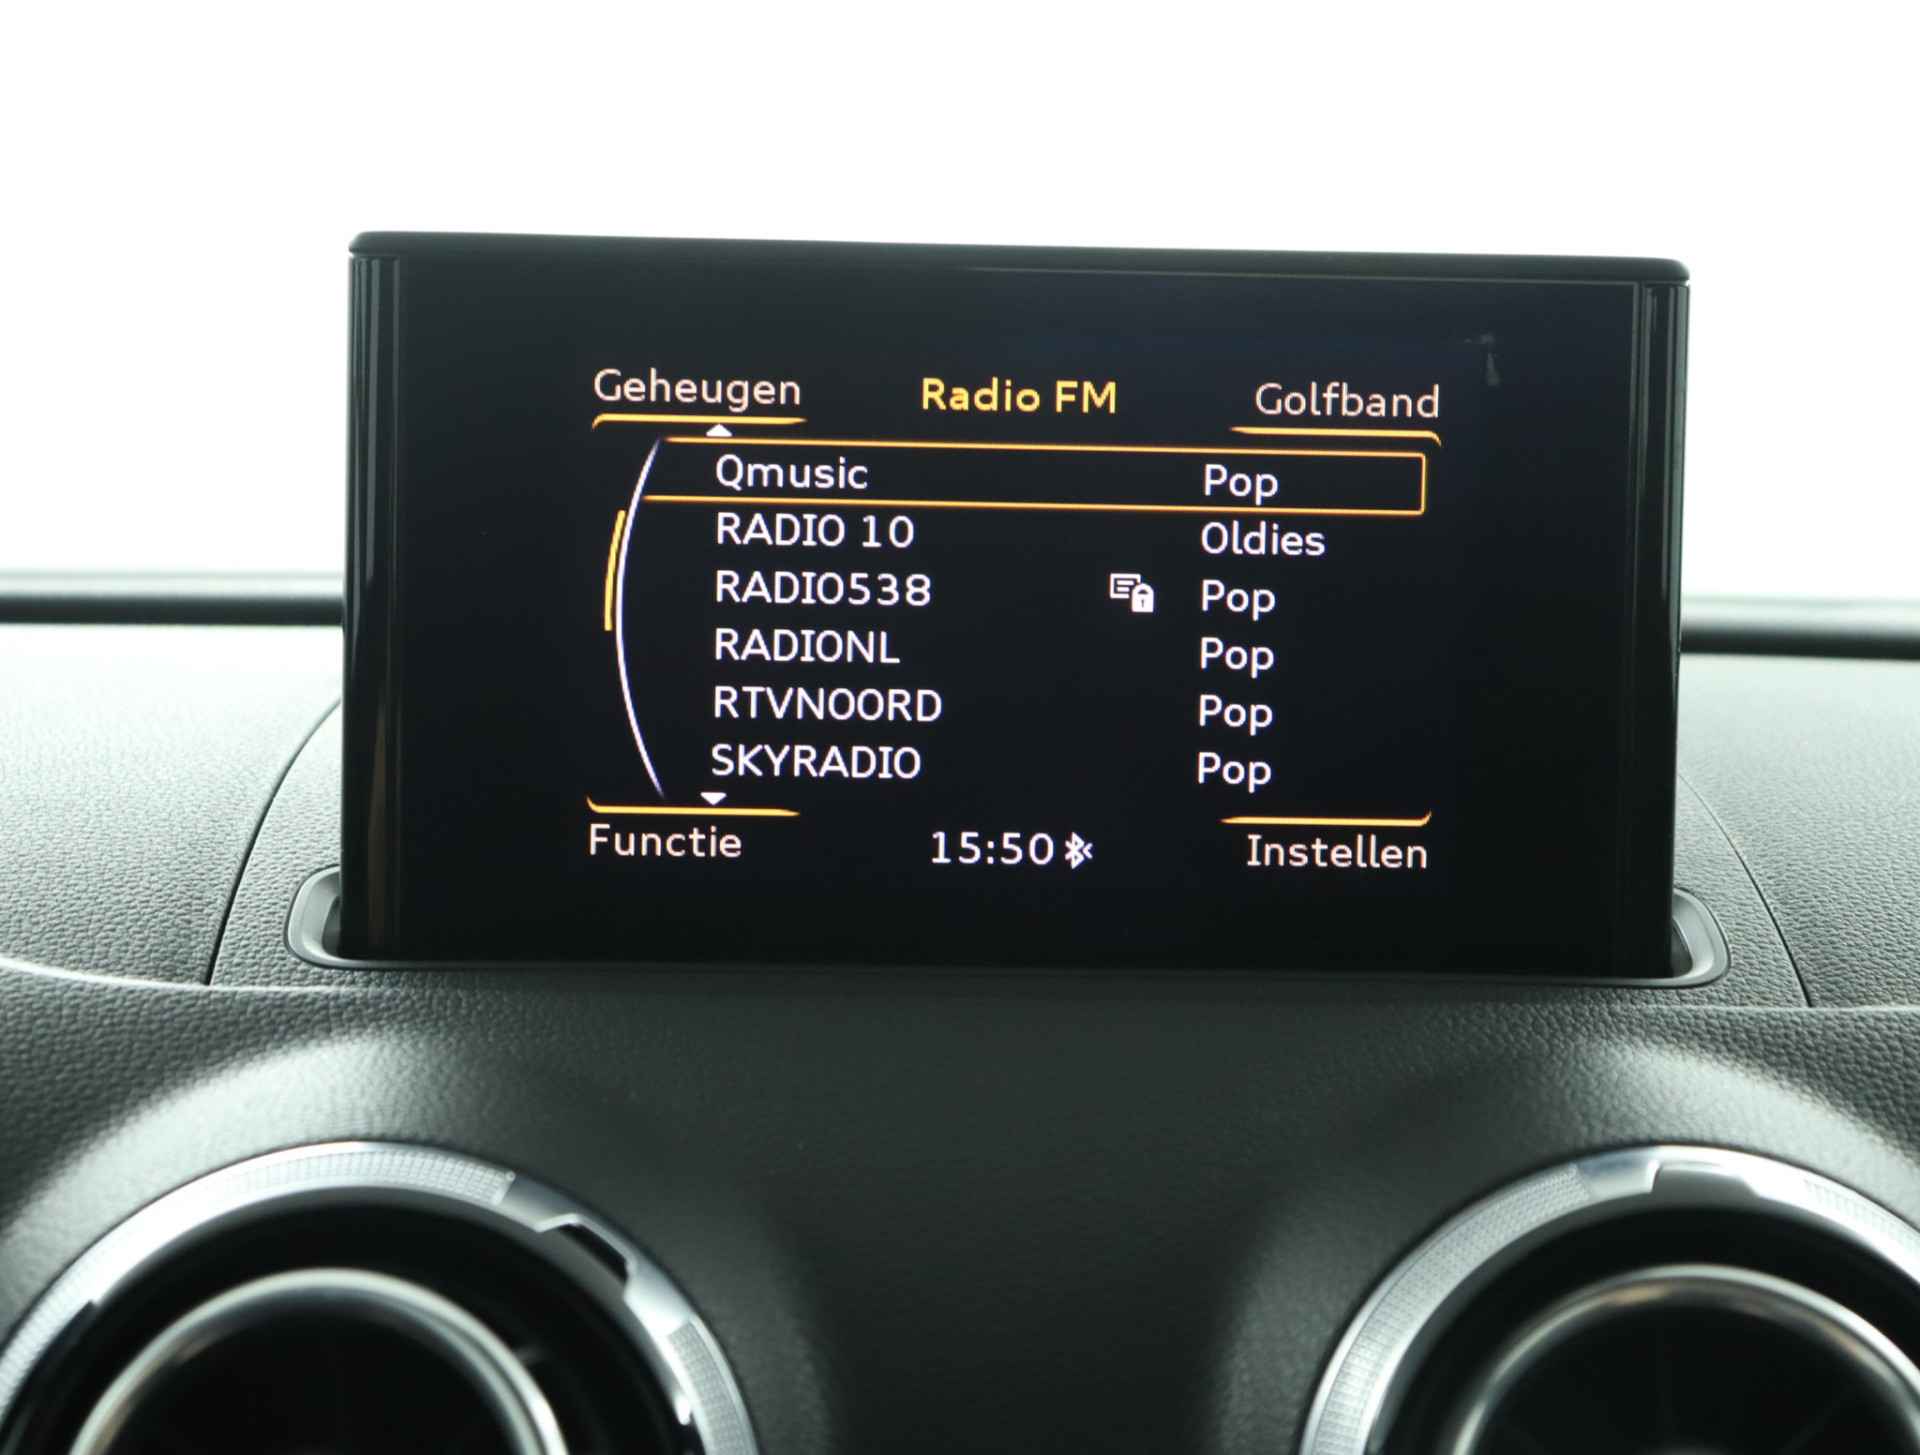 Geheugen Radio FM Golfband
Qmusic Pop
RADIO 10 Oldies
RADIO538 Pop
RADIONL Pop
RTVNOORD Pop
SKYRADIO Pop
Functie 15:50 Instellen